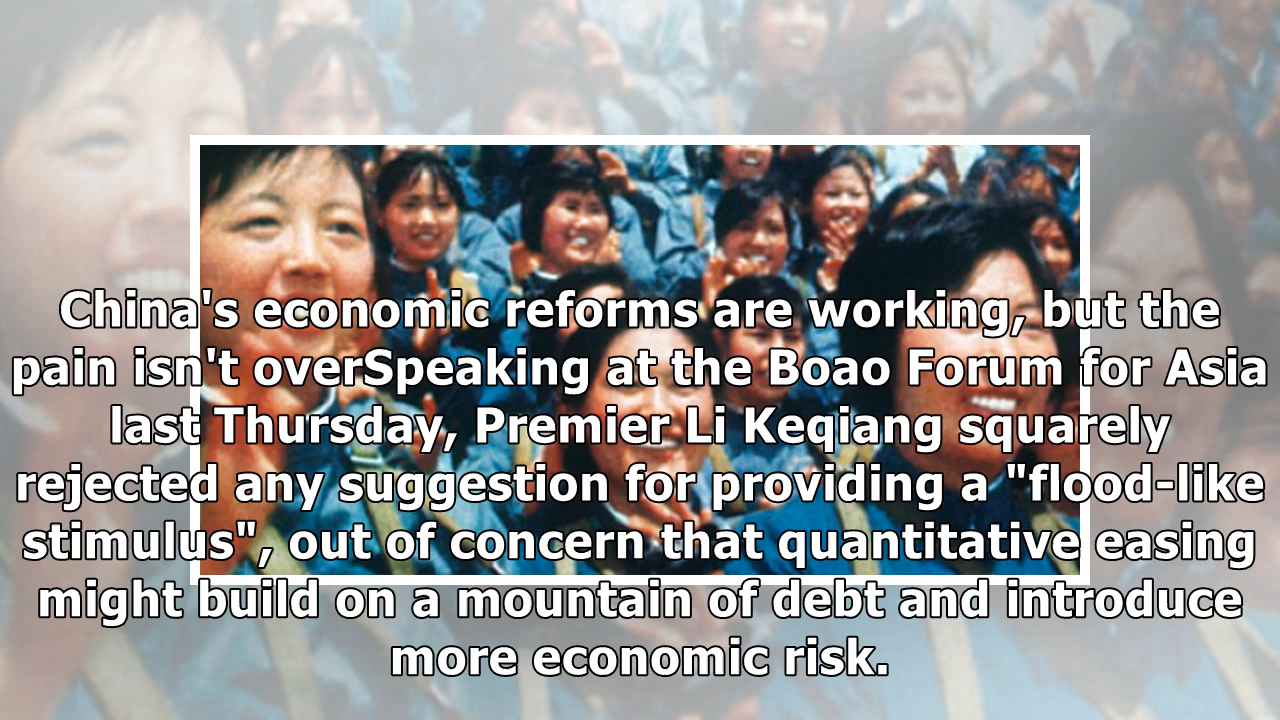 China's economic reforms are working, but the
pain isn't overSpeaking at the Boao Forum for Asia
last Thursday, Premier Li Keqiang squarely
rejected any suggestion for providing a "flood-like
stimulus", out of concern that quantitative easing
might build on a mountain of debt and introduce
more economic risk.